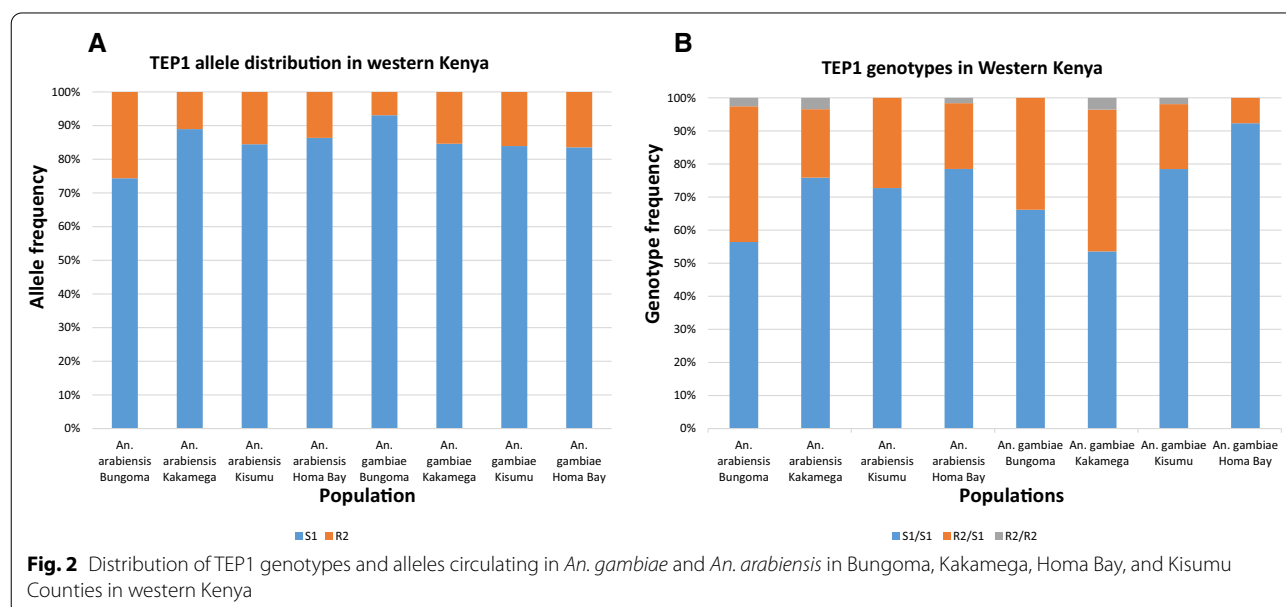 A
TEP1 allele distribution in western Kenya
100%
90%
80%
70%
60%
50%
40%
30%
20%
10%
0%
Allele frequency
An. arabiensis Bungoma
An. arabiensis Kakamega
An. arabiensis Kisumu
An. arabiensis Homa Bay
An. gambiae Bungoma
An. gambiae Kakamega
An. gambiae Kisumu
An. gambiae Homa Bay
Population
S1 R2
B
TEP1 genotypes in Western Kenya
100%
90%
80%
70%
60%
50%
40%
30%
20%
10%
0%
Genotype frequency
An. arabiensis Bungoma
An. arabiensis Kakamega
An. arabiensis Kisumu
An. arabiensis Homa Bay
An. gambiae Bungoma
An. gambiae Kakamega
An. gambiae Kisumu
An. gambiae Homa Bay
Populations
S1/S1 R2/S1 R2/R2
Fig. 2 Distribution of TEP1 genotypes and alleles circulating in An. gambiae and An. arabiensis in Bungoma, Kakamega, Homa Bay, and Kisumu
Counties in western Kenya